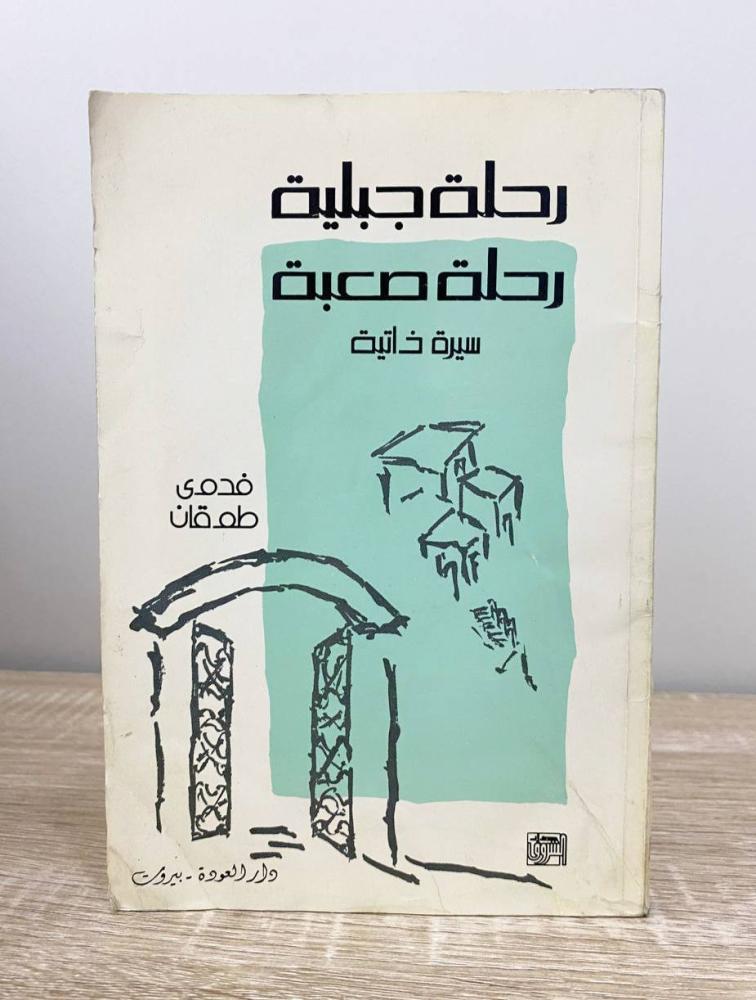 رحلة جبلية
رحلة صعبة
سيرة ذاتية
فدوى
طوقان
الشروق
دار العودة - بيروت